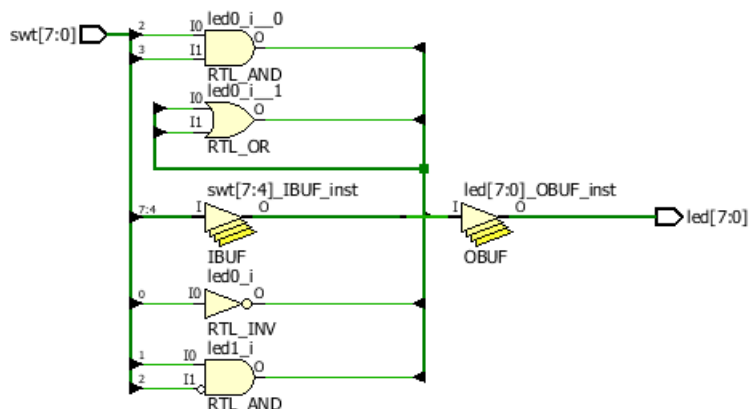 led0_i__0
swt[7:0]
2
I0
O
3
I1
RTL_AND
led0_i__1
I0
O
I1
RTL_OR
swt[7:4]_IBUF_inst
led[7:0]_OBUF_inst
7:4
I
O
I
O
led[7:0]
IBUF
OBUF
led0_i
0
I0
O
RTL_INV
led1_i
1
I0
O
2
I1
RTL_AND